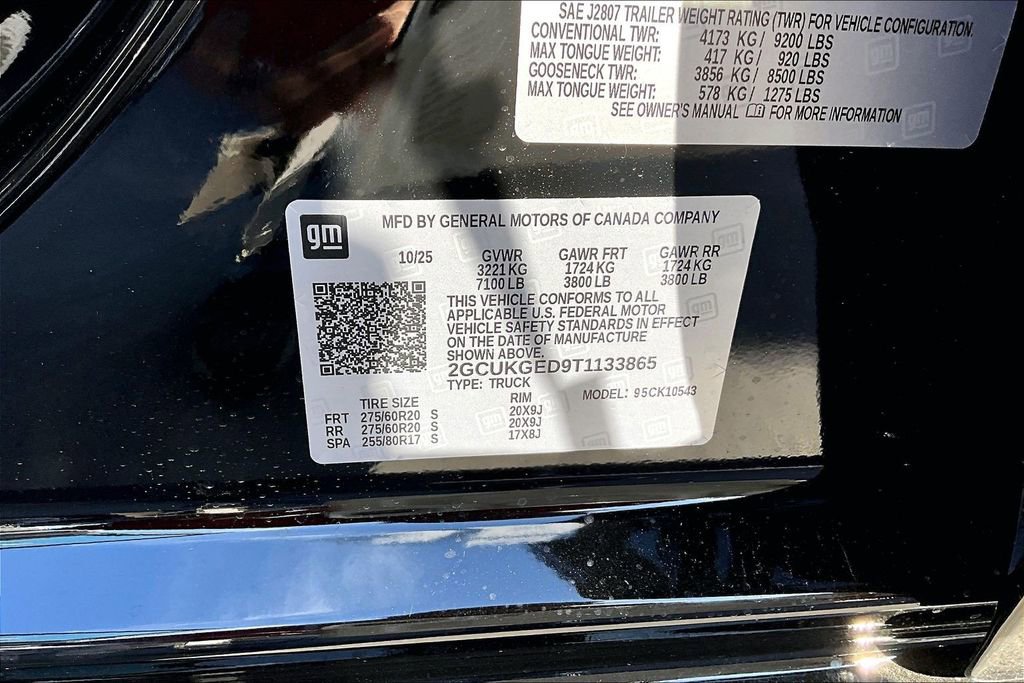 SAE J2807 TRAILER WEIGHT RATING (TWR) FOR VEHICLE CONFIGURATION.
CONVENTIONAL TWR: 4173 KG/ 9200 LBS
MAX TONGUE WEIGHT: 417 KG/ 920 LBS
GOOSENECK TWR: 3856 KG/ 8500 LBS
MAX TONGUE WEIGHT: 578 KG/ 1275 LBS
SEE OWNER'S MANUAL FOR MORE INFORMATION
gm
MFD BY GENERAL MOTORS OF CANADA COMPANY
10/25 GVWR GAWR FRT GAWR RR
3221 KG 1724 KG 1724 KG
7100 LB 3800 LB 3800 LB
THIS VEHICLE CONFORMS TO ALL
APPLICABLE U.S. FEDERAL MOTOR
VEHICLE SAFETY STANDARDS IN EFFECT
ON THE DATE OF MANUFACTURE
SHOWN ABOVE.
2GCUKGED9T1133865
TYPE: TRUCK MODEL: 95CK10543
TIRE SIZE RIM
FRT 275/60R20 S 20X9J
RR 275/60R20 S 20X9J
SPA 255/80R17 S 17X8J